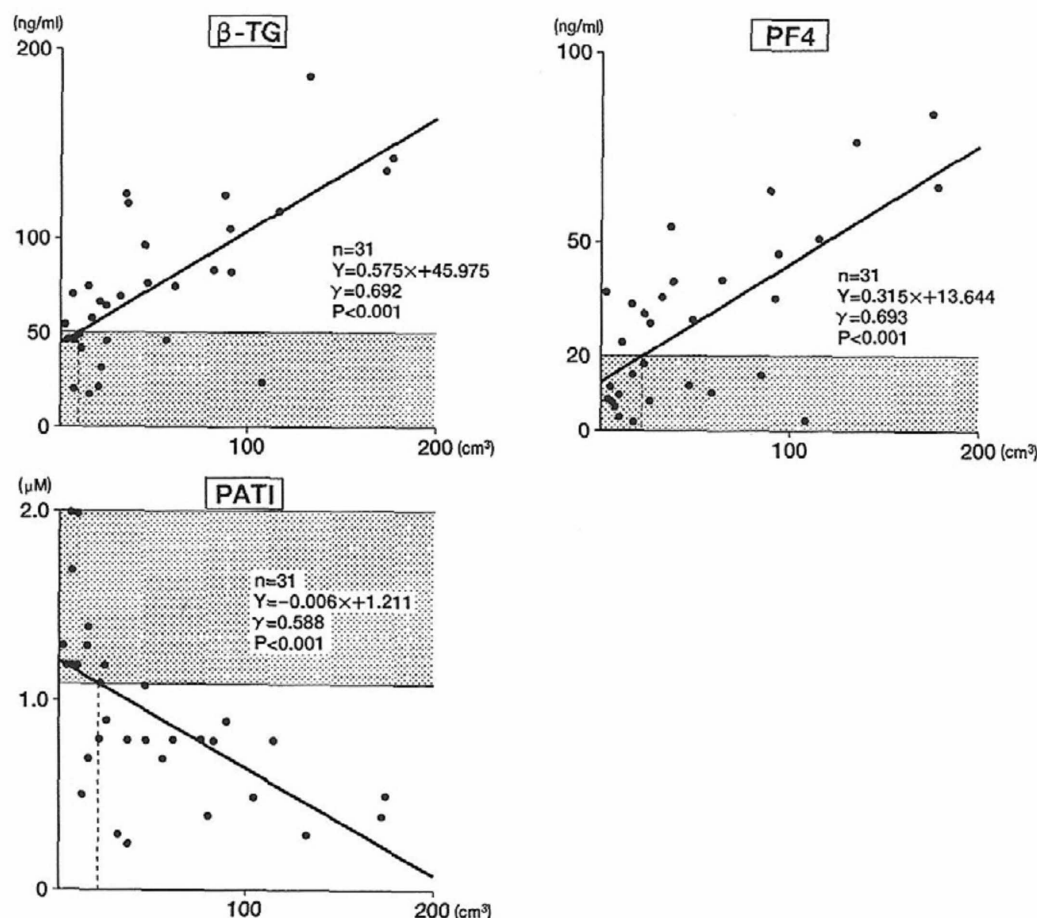 (ng/ml)
β-TG
200
100
50
0
n=31
Y=0.575×+45.975
γ=0.692
P<0.001
100
200 (cm³)
(ng/ml)
PF4
100
50
20
0
n=31
Y=0.315×+13.644
γ=0.693
P<0.001
100
200 (cm³)
(μM)
PATI
2.0
1.0
0
n=31
Y=−0.006×+1.211
γ=0.588
P<0.001
100
200 (cm³)